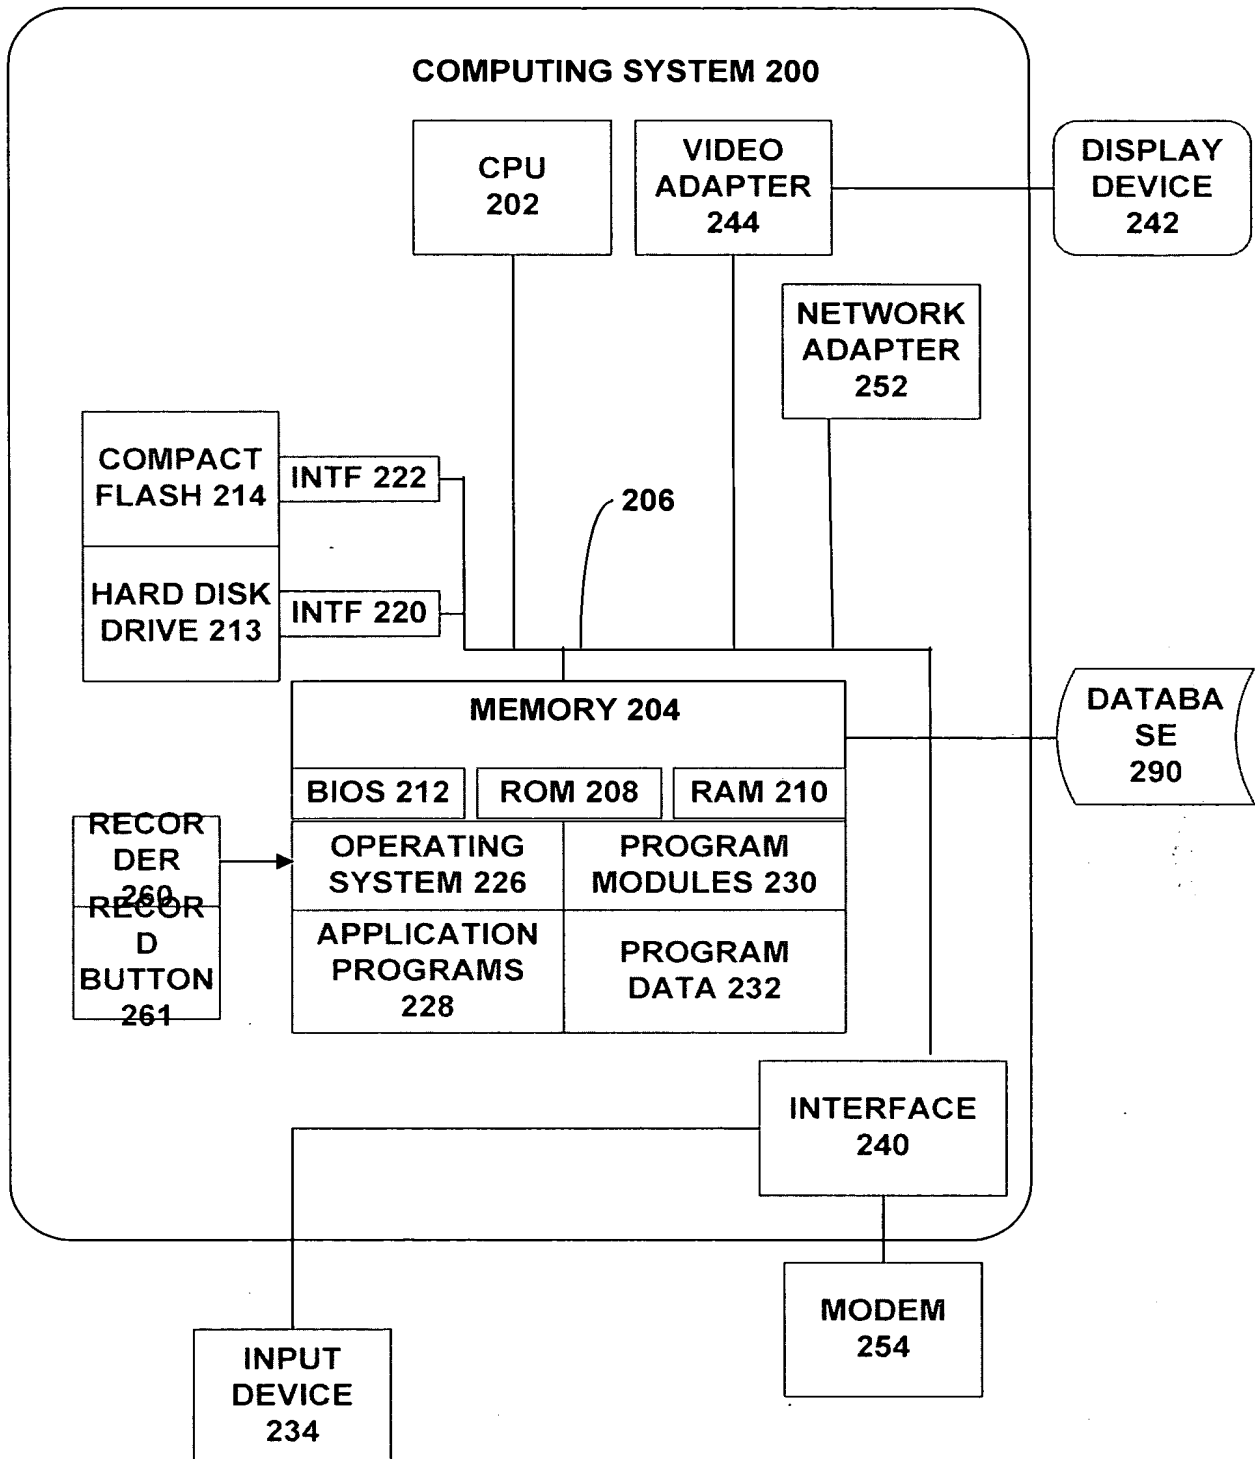 COMPUTING SYSTEM 200
CPU
202
VIDEO
ADAPTER
244
DISPLAY
DEVICE
242
NETWORK
ADAPTER
252
COMPACT
FLASH 214
INTF 222
206
HARD DISK
DRIVE 213
INTF 220
MEMORY 204
DATABA
SE
290
BIOS 212
ROM 208
RAM 210
RECOR
DER
260
OPERATING
SYSTEM 226
PROGRAM
MODULES 230
RECOR
D
BUTTON
261
APPLICATION
PROGRAMS
228
PROGRAM
DATA 232
INTERFACE
240
MODEM
254
INPUT
DEVICE
234